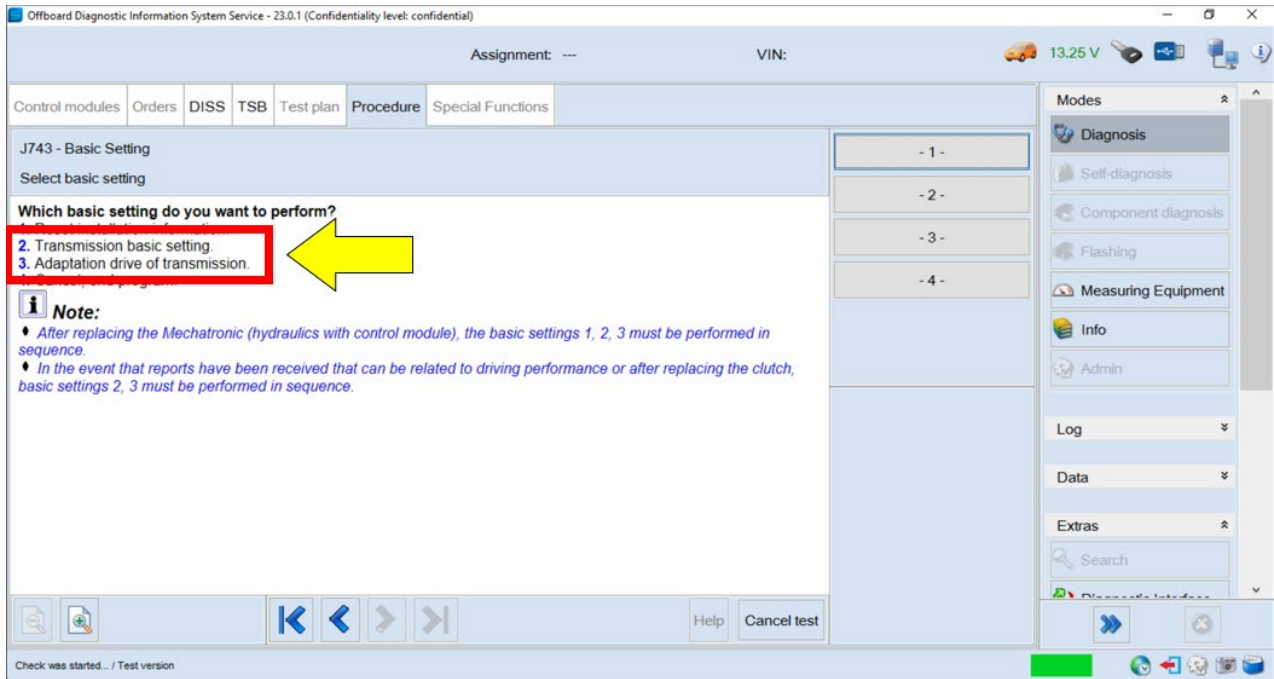 Offboard Diagnostic Information System Service - 23.0.1 (Confidentiality level: confidential)
Assignment: ---
VIN:
13.25 V
Control modules
Orders
DISS
TSB
Test plan
Procedure
Special Functions
J743 - Basic Setting
Select basic setting
Which basic setting do you want to perform?
2. Transmission basic setting.
3. Adaptation drive of transmission.
Note:
After replacing the Mechatronic (hydraulics with control module), the basic settings 1, 2, 3 must be performed in
sequence.
In the event that reports have been received that can be related to driving performance or after replacing the clutch,
basic settings 2, 3 must be performed in sequence.
- 1 -
- 2 -
- 3 -
- 4 -
Modes
Diagnosis
Self-diagnosis
Component diagnosis
Flashing
Measuring Equipment
Info
Admin
Log
Data
Extras
Search
Help
Cancel test
Check was started... / Test version